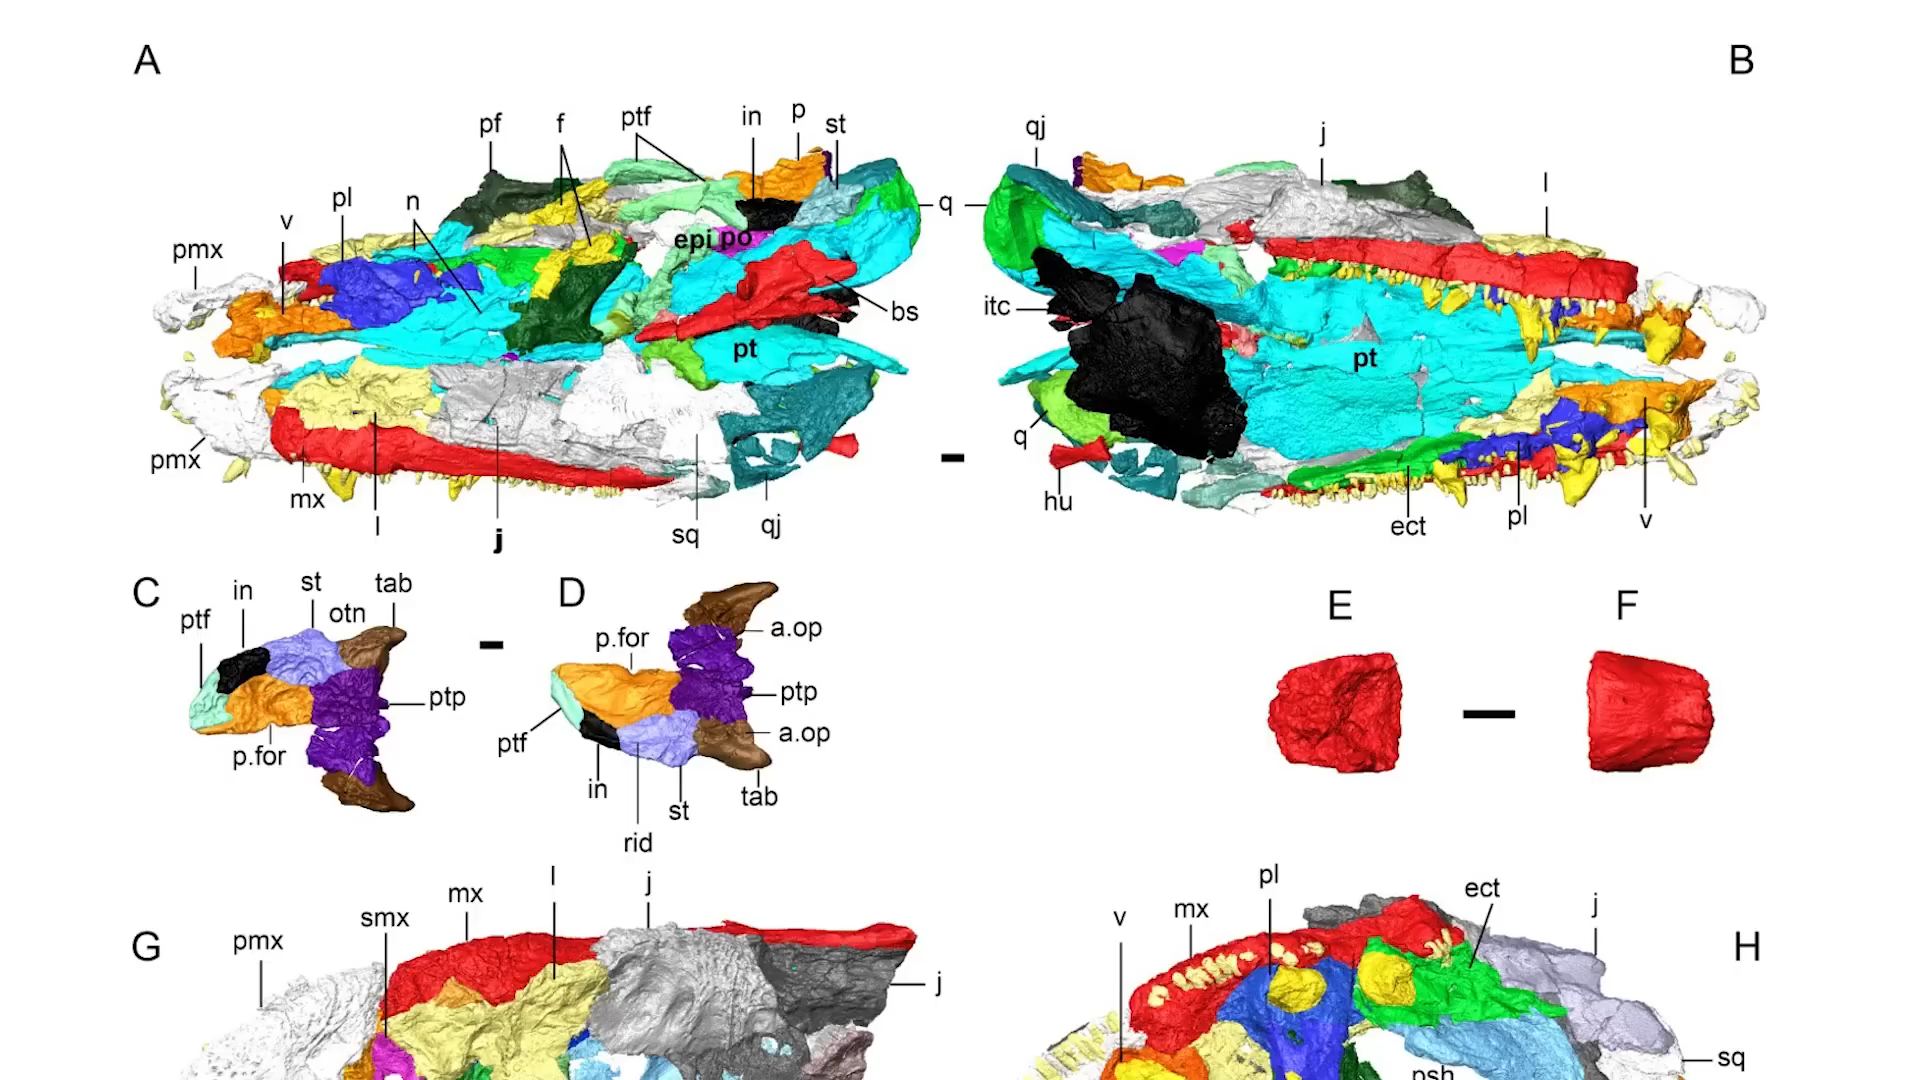 A
B
pf
f
ptf
in
p
st
qj
j
pl
n
v
q
l
pmx
epi
po
itc
bs
pt
pt
q
pmx
mx
l
j
sq
qj
hu
ect
pl
v
C
in
st
tab
D
E
F
ptf
otn
p.for
a.op
ptp
ptp
p.for
ptf
a.op
in
st
tab
rid
G
pmx
smx
mx
l
j
j
v
mx
pl
ect
j
H
sq
psh